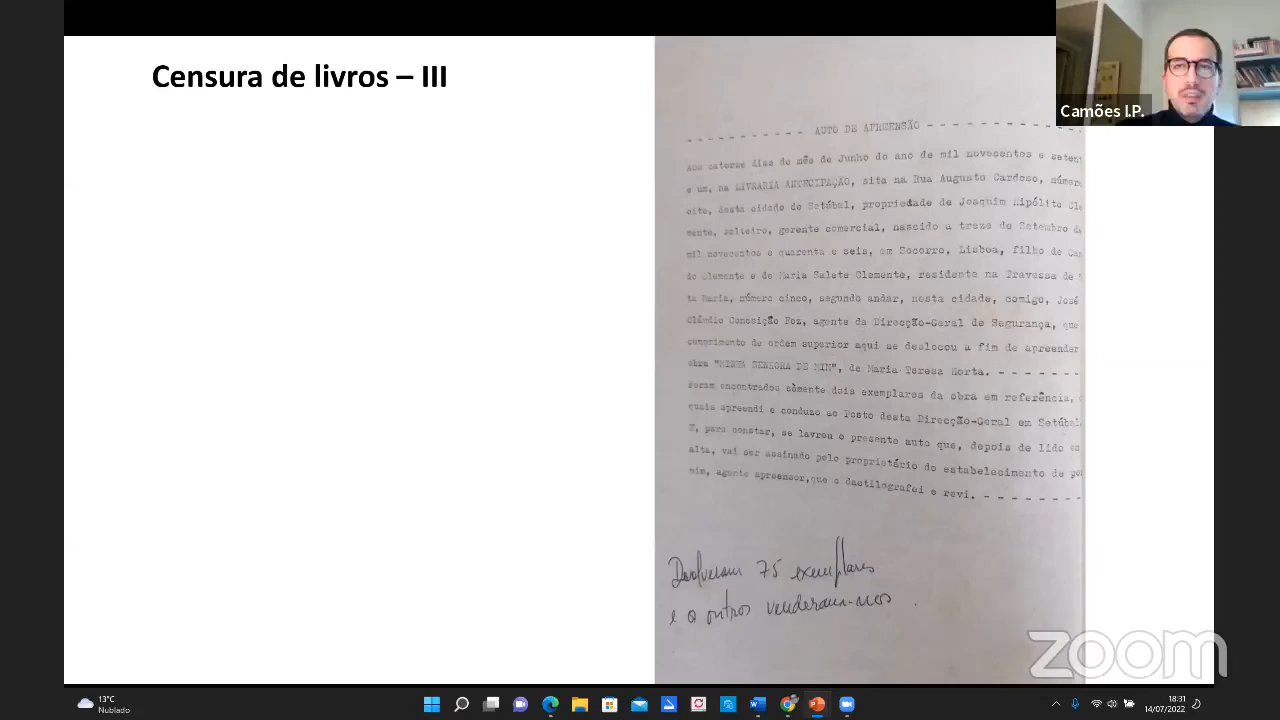 Censura de livros – III
Camões I.P.
- - - - - - - - - - AUTO DE APREENSÃO - - - - - - - - - - - -
Aos catorze dias do mês de Junho do ano de mil novecentos e seten
e um, na LIVRARIA ANTECIPAÇÃO, sita na Rua Augusto Cardoso, númer
oito, desta cidade de Setúbal, propriedade de Joaquim Hipólito Cle
mente, solteiro, gerente comercial, nascido a treze de Setembro de
mil novecentos e quarenta e seis, em Socorro, Lisboa, filho de
do Clemente e de Maria Salete Clemente, residente na Travessa de
ta Maria, número cinco, segundo andar, nesta cidade, comigo, José
Cláudio Conceição Foz, agente da Direcção-Geral de Segurança, que
cumprimento de ordem superior aqui se deslocou a fim de apreender
obra "MINHA SENHORA DE MIM", de Maria Teresa Horta. - - - - - - -
Foram encontrados sòmente dois exemplares da obra em referência,
quais apreendi e conduzo ao Posto desta Direcção-Geral em Setúbal.
E, para constar, se lavrou o presente auto que, depois de lido em
alta, vai ser assinado pelo proprietário do estabelecimento de
mim, agente apreensor,que o dactilografei e revi. - - - - - - - -
Devolveram 75 exemplares
e outros venderam-nos .
zoom
13°C
Nublado
18:31
14/07/2022